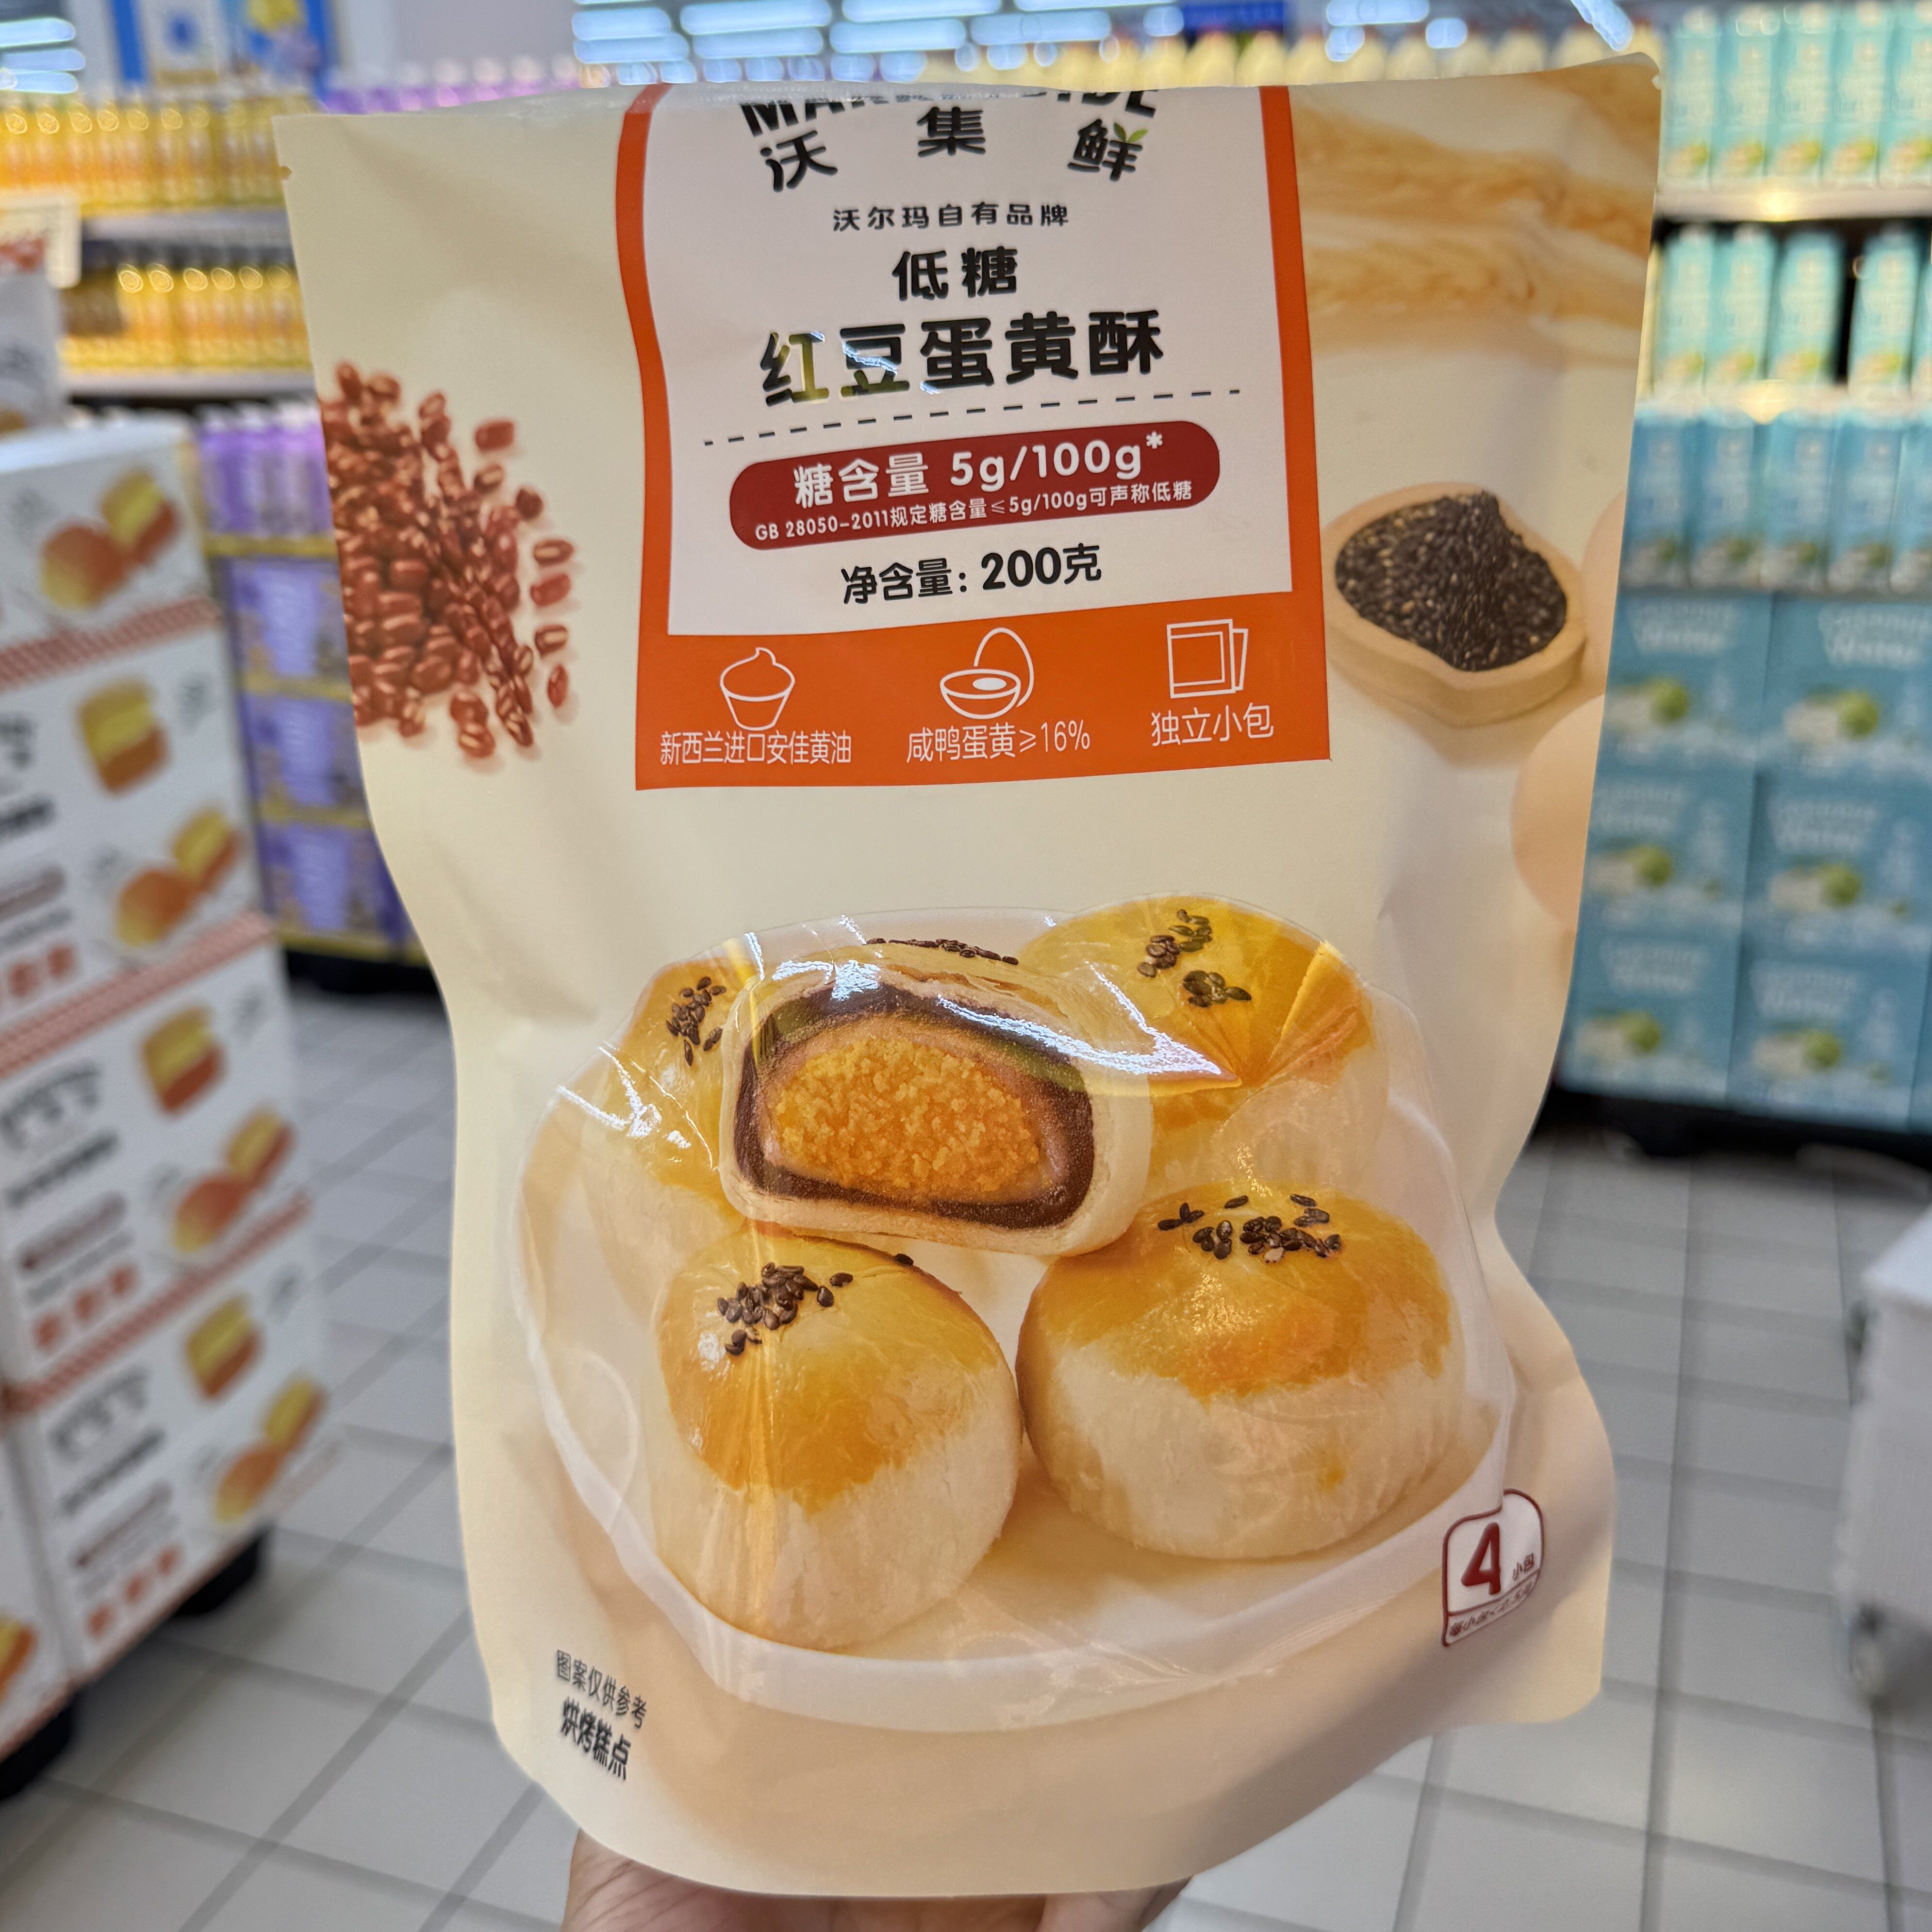 沃集鲜
沃尔玛自有品牌
低糖
红豆蛋黄酥
糖含量 5g/100g*
GB 28050-2011规定糖含量≤5g/100g可声称低糖
净含量: 200克
新西兰进口安佳黄油
咸鸭蛋黄≥16%
独立小包
4小包
图案仅供参考
烘烤糕点